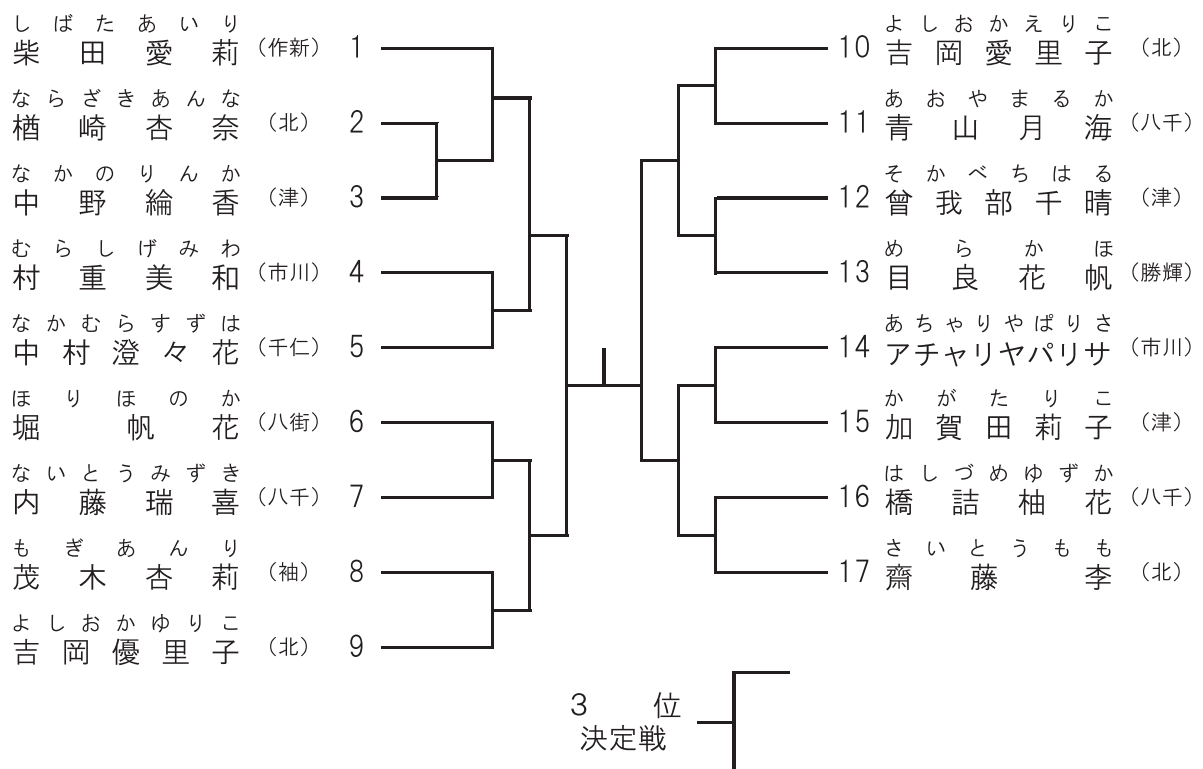 しばたあいり
柴田愛莉（作新）1
ならざきあんな
楢崎杏奈（北）2
なかのりんか
中野綸香（津）3
むらしげみわ
村重美和（市川）4
なかむらすずは
中村澄々花（千仁）5
ほりほのか
堀帆花（八街）6
ないとうみずき
内藤瑞喜（八千）7
もぎあんり
茂木杏莉（袖）8
よしおかゆりこ
吉岡優里子（北）9
よしおかえりこ
10 吉岡愛里子（北）
あおやまるか
11 青山月海（八千）
そかべちはる
12 曾我部千晴（津）
めらかほ
13 目良花帆（勝輝）
あちゃりやぱりさ
14 アチャリヤパリサ（市川）
かがたりこ
15 加賀田莉子（津）
はしづめゆずか
16 橋詰柚花（八千）
さいとうもも
17 齋藤李（北）
3位
決定戦